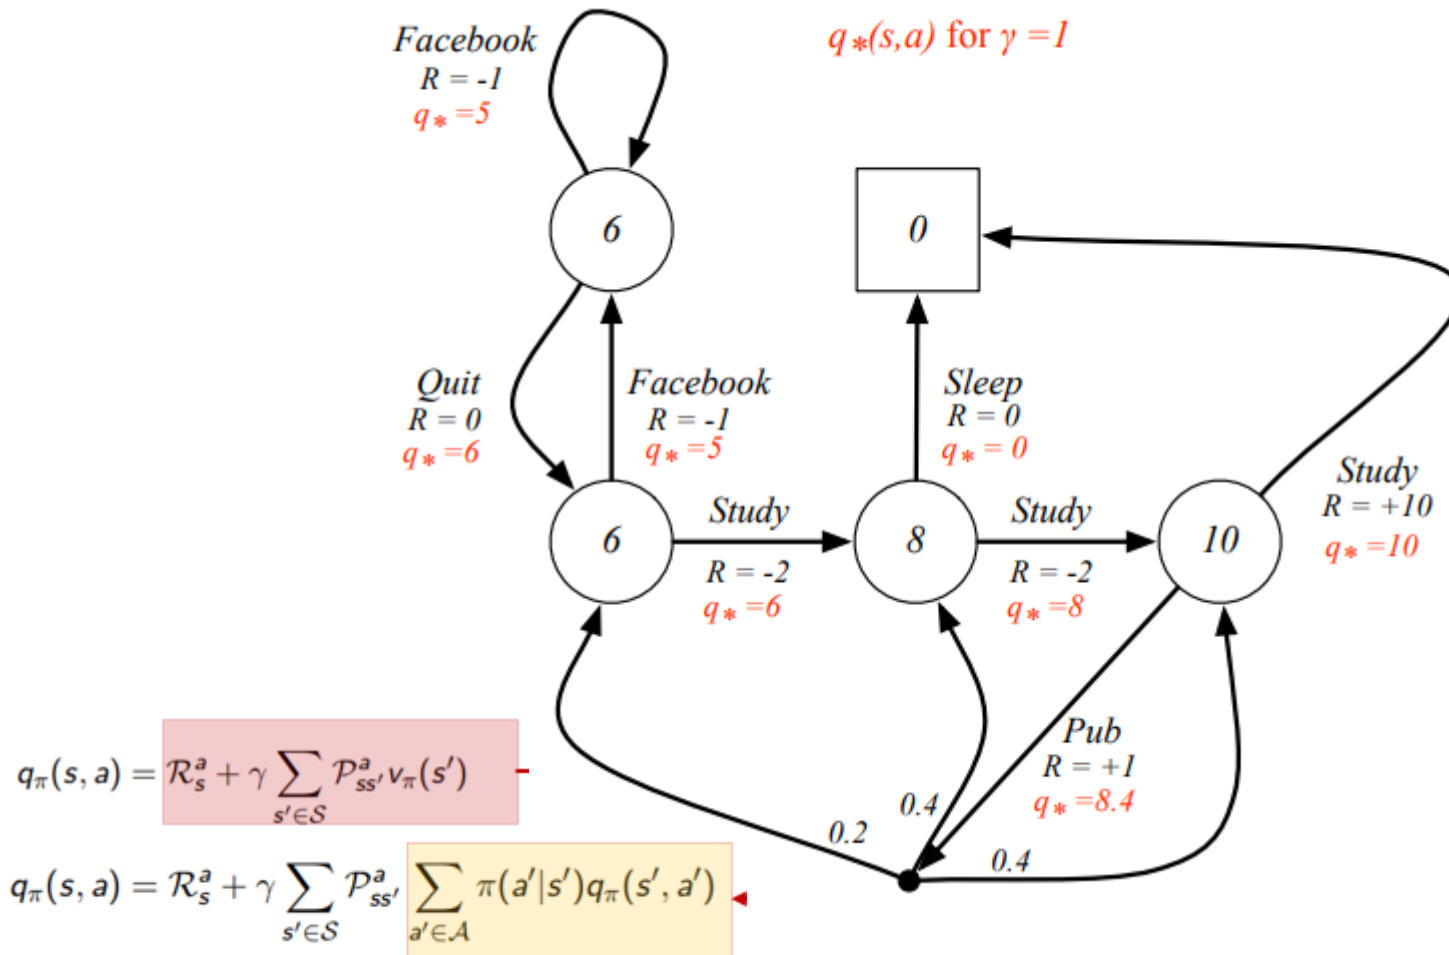 q*(s,a) for γ =1
Facebook
R = -1
q* =5
6
0
Quit
R = 0
q* =6
Facebook
R = -1
q* =5
Sleep
R = 0
q* = 0
Study
R = +10
q* =10
6
Study
R = -2
q* =6
8
Study
R = -2
q* =8
10
Pub
R = +1
q* =8.4
0.2
0.4
0.4
qπ(s, a) = R^a_s + γ ∑_{s′∈S} P^a_{ss′} vπ(s′)
qπ(s, a) = R^a_s + γ ∑_{s′∈S} P^a_{ss′} ∑_{a′∈A} π(a′|s′)qπ(s′, a′)